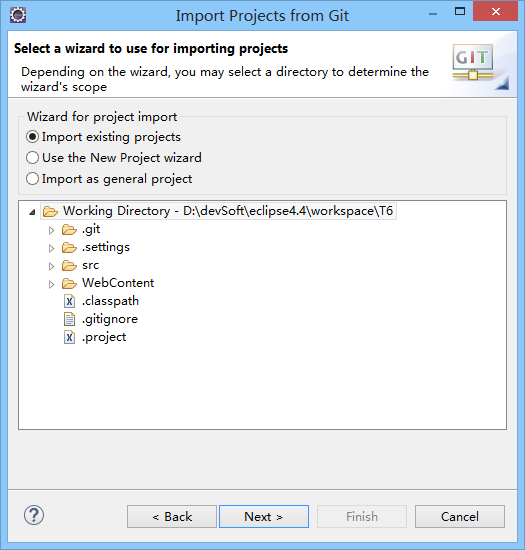 Import Projects from Git
Select a wizard to use for importing projects
Depending on the wizard, you may select a directory to determine the
wizard's scope
GIT
Wizard for project import
Import existing projects
Use the New Project wizard
Import as general project
Working Directory - D:\devSoft\eclipse4.4\workspace\T6
.git
.settings
src
WebContent
.classpath
.gitignore
.project
? < Back Next > Finish Cancel